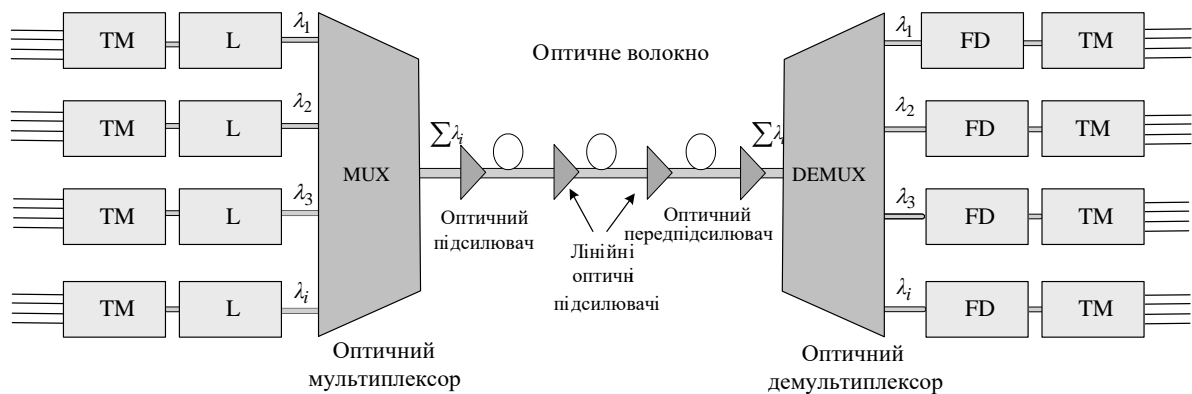 TM L λ1
Оптичне волокно
λ1 FD TM
TM L λ2
λ2 FD TM
∑λi
∑λi
MUX
DEMUX
TM L λ3
Оптичний
підсилювач
Лінійні
оптичні
підсилювачі
Оптичний
передпідсилювач
λ3 FD TM
TM L λi
λi FD TM
Оптичний
мультиплексор
Оптичний
демультиплексор